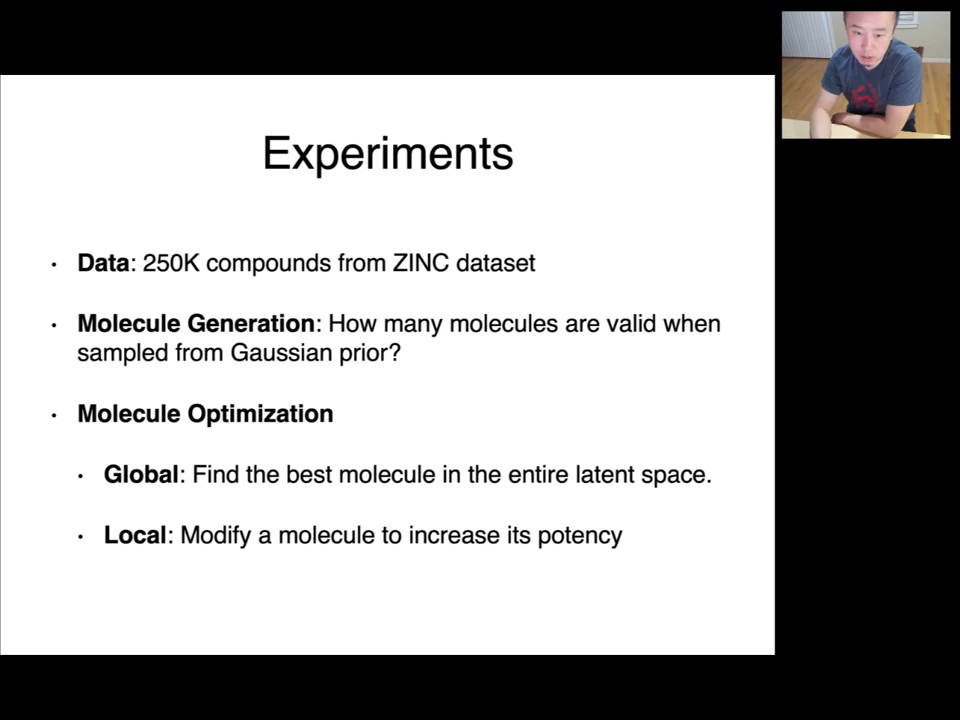 Experiments
• Data: 250K compounds from ZINC dataset
• Molecule Generation: How many molecules are valid when
sampled from Gaussian prior?
• Molecule Optimization
• Global: Find the best molecule in the entire latent space.
• Local: Modify a molecule to increase its potency